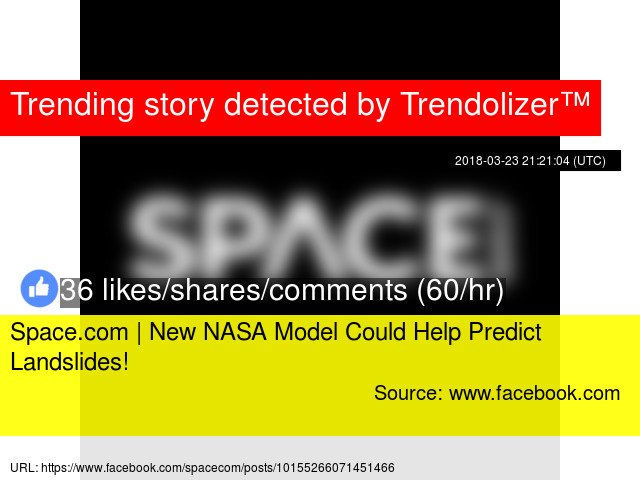 Trending story detected by Trendolizer™
2018-03-23 21:21:04 (UTC)
SPACE
36 likes/shares/comments (60/hr)
Space.com | New NASA Model Could Help Predict
Landslides!
Source: www.facebook.com
URL: https://www.facebook.com/spacecom/posts/10155266071451466